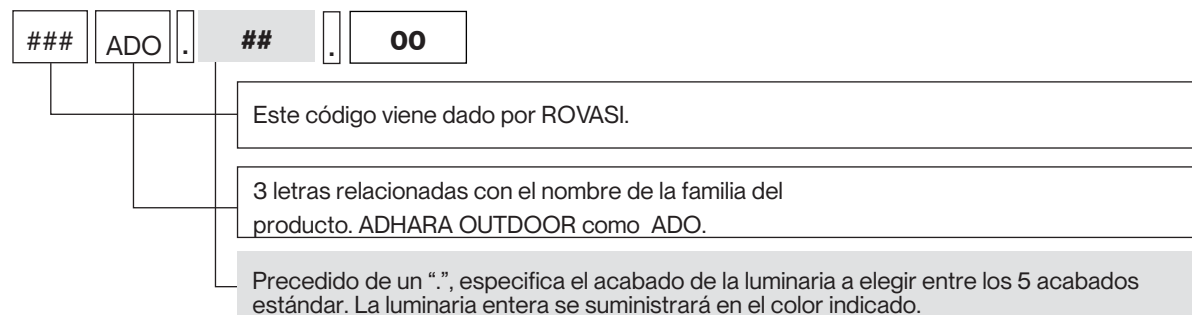 ### ADO . ## . 00
Este código viene dado por ROVASI.
3 letras relacionadas con el nombre de la familia del
producto. ADHARA OUTDOOR como ADO.
Precedido de un “.”, especifica el acabado de la luminaria a elegir entre los 5 acabados
estándar. La luminaria entera se suministrará en el color indicado.